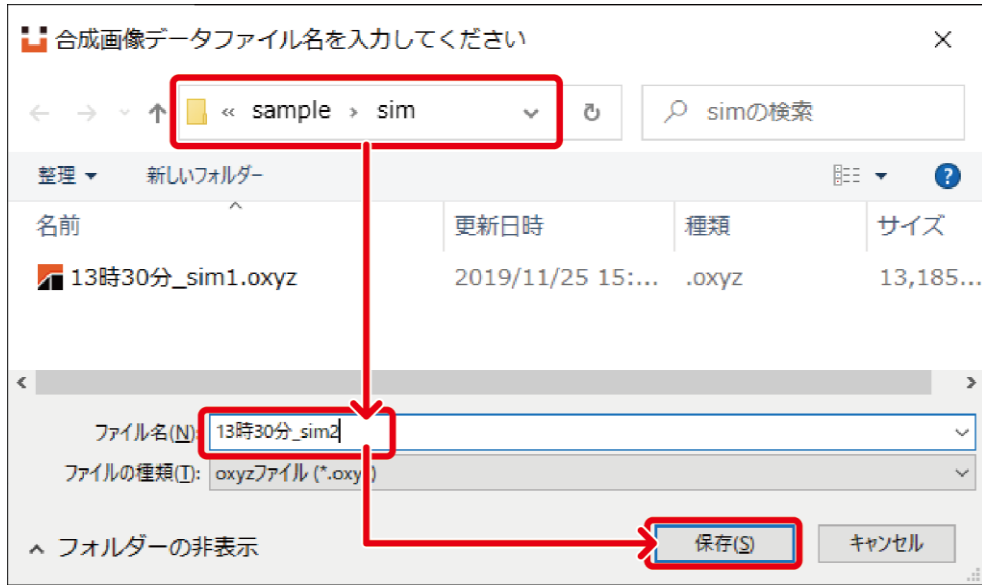 合成画像データファイル名を入力してください
« sample › sim
simの検索
整理 新しいフォルダー
名前 更新日時 種類 サイズ
13時30分_sim1.oxyz 2019/11/25 15:... .oxyz 13,185...
ファイル名(N): 13時30分_sim2
ファイルの種類(T): oxyzファイル (*.oxyz)
フォルダーの非表示 保存(S) キャンセル